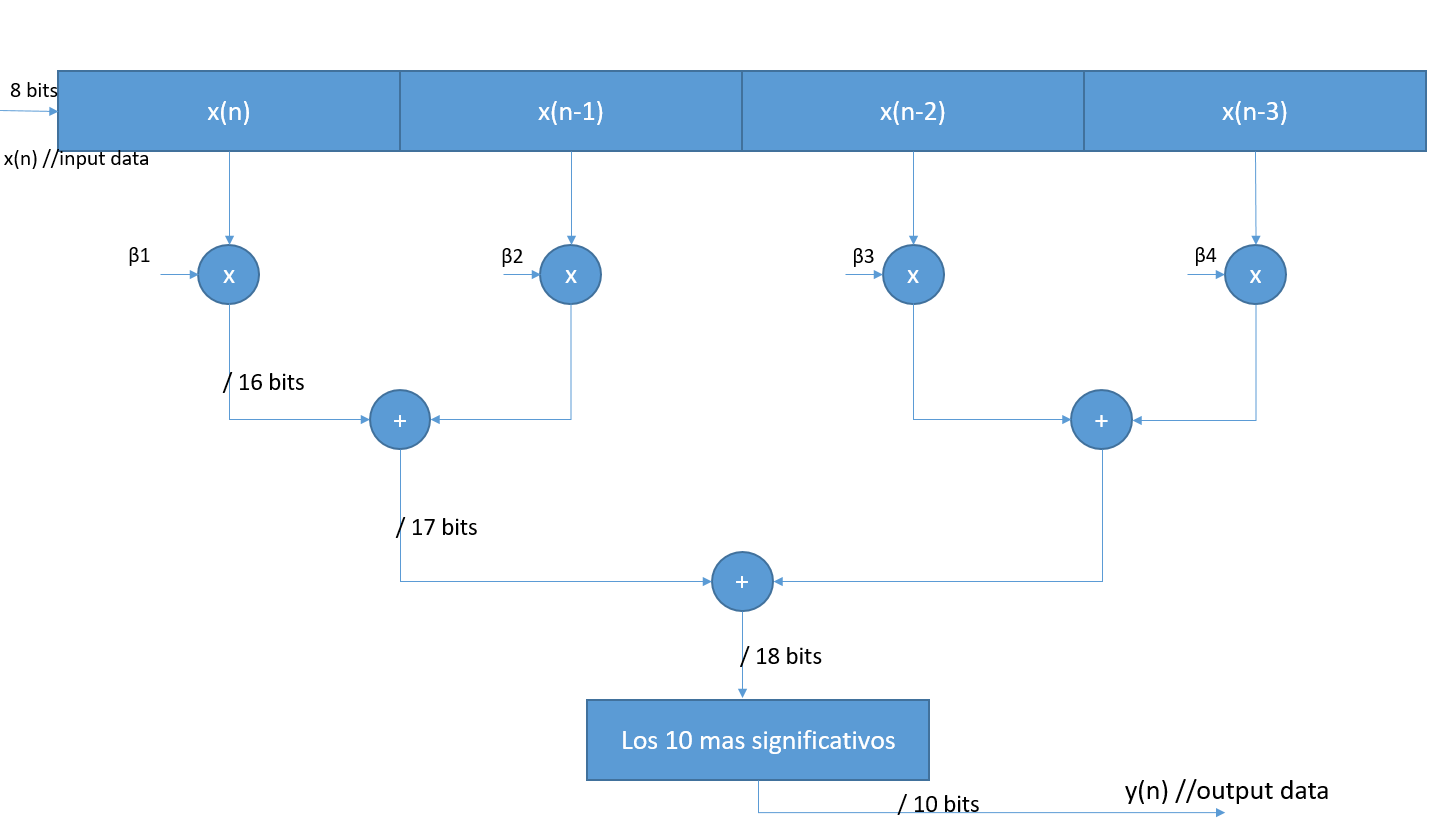 8 bits
x(n)
x(n-1)
x(n-2)
x(n-3)
x(n) //input data
β1
x
β2
x
β3
x
β4
x
/ 16 bits
+
+
/ 17 bits
+
/ 18 bits
Los 10 mas significativos
y(n) //output data
/ 10 bits